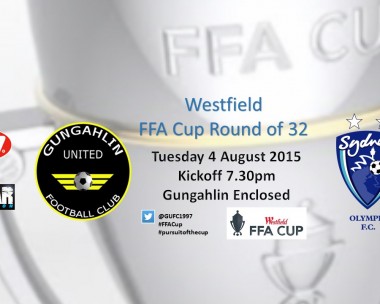 FFA CUP
Westfield
FFA Cup Round of 32
Tuesday 4 August 2015
Kickoff 7.30pm
Gungahlin Enclosed
GUNGAHLIN
UNITED
FOOTBALL CLUB
Sydney
OLYMP
F.C.
@GUFC1997
#FFACup
#pursuitofthecup
Westfield
FFA CUP